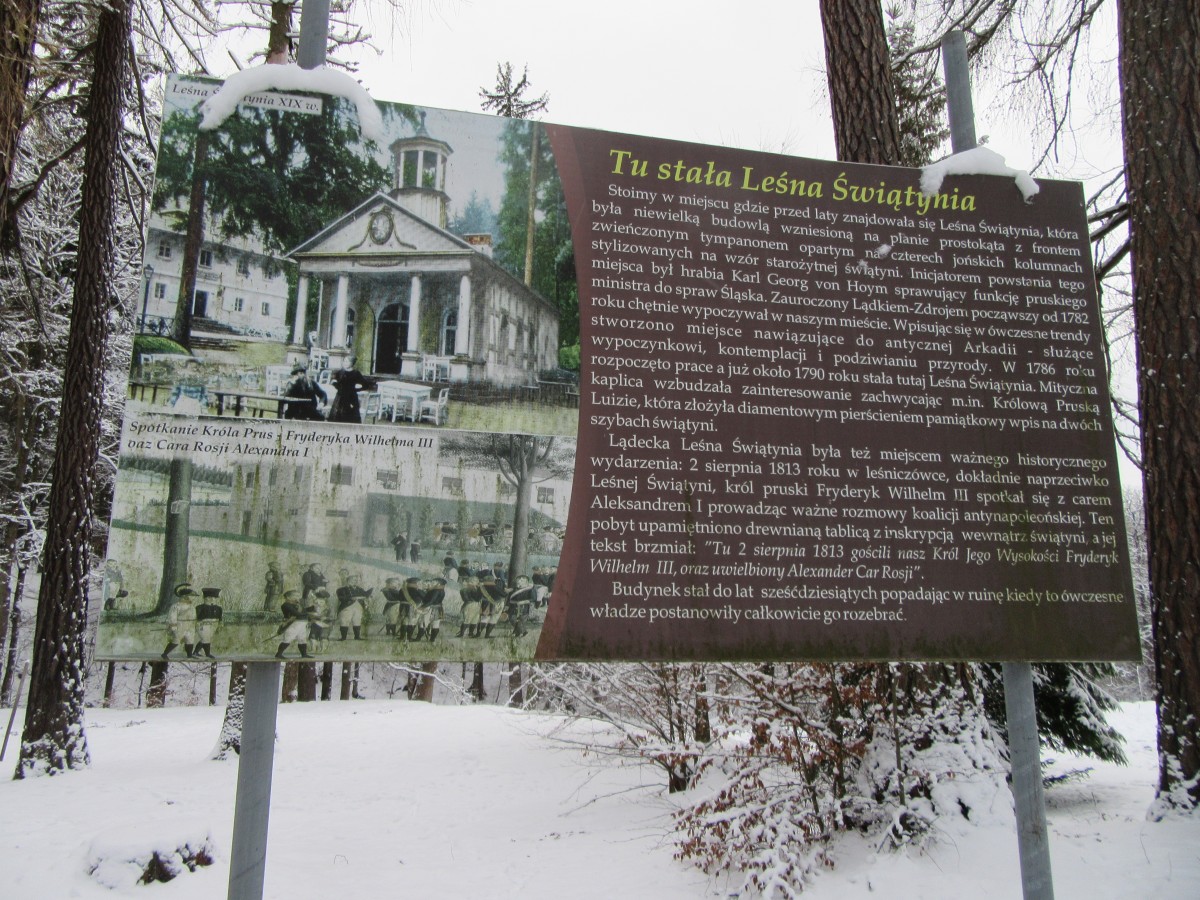 Leśna Świątynia XIX w.
Spotkanie Króla Prus - Fryderyka Wilhelma III
oaz Cara Rosji Alexandra I
Tu stała Leśna Świątynia
Stoimy w miejscu gdzie przed laty znajdowała się Leśna Świątynia, która
była niewielką budowlą wzniesioną na planie prostokąta z frontem
zwieńczonym tympanonem opartym na czterech jońskich kolumnach
stylizowanych na wzór starożytnej świątyni. Inicjatorem powstania tego
miejsca był hrabia Karl Georg von Hoym sprawujący funkcję pruskiego
ministra do spraw Śląska. Zauroczony Lądkiem-Zdrojem począwszy od 1782
roku chętnie wypoczywał w naszym mieście. Wpisując się w ówczesne trendy
stworzono miejsce nawiązujące do antycznej Arkadii - służące
wypoczynkowi, kontemplacji i podziwianiu przyrody. W 1786 roku
rozpoczęto prace a już około 1790 roku stała tutaj Leśna Świątynia. Mityczna
kaplica wzbudzała zainteresowanie zachwycając m.in. Królową Pruską
Luizie, która złożyła diamentowym pierścieniem pamiątkowy wpis na dwóch
szybach świątyni.
Lądecka Leśna Świątynia była też miejscem ważnego historycznego
wydarzenia: 2 sierpnia 1813 roku w leśniczówce, dokładnie naprzeciwko
Leśnej Świątyni, król pruski Fryderyk Wilhelm III spotkał się z carem
Aleksandrem I prowadząc ważne rozmowy koalicji antynapoleońskiej. Ten
pobyt upamiętniono drewnianą tablicą z inskrypcją wewnątrz świątyni, a jej
tekst brzmiał: "Tu 2 sierpnia 1813 gościli nasz Król Jego Wysokości Fryderyk
Wilhelm III, oraz uwielbiony Alexander Car Rosji".
Budynek stał do lat sześćdziesiątych popadając w ruinę kiedy to ówczesne
władze postanowiły całkowicie go rozebrać.